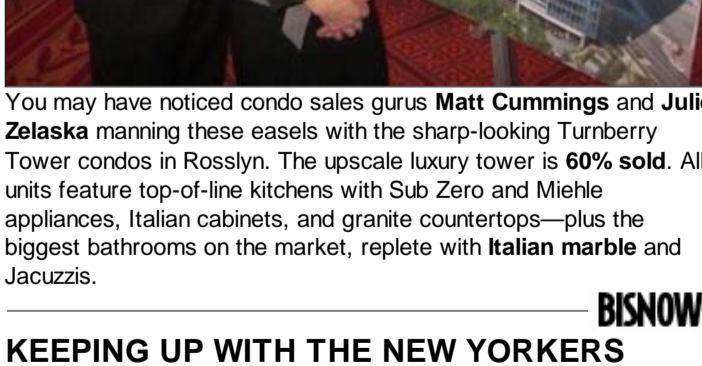 You may have noticed condo sales gurus **Matt Cummings** and **Juli
Zelaska** manning these easels with the sharp-looking Turnberry
Tower condos in Rosslyn. The upscale luxury tower is **60% sold**. All
units feature top-of-line kitchens with Sub Zero and Miehle
appliances, Italian cabinets, and granite countertops—plus the
biggest bathrooms on the market, replete with **Italian marble** and
Jacuzzis.
BISNOW
KEEPING UP WITH THE NEW YORKERS